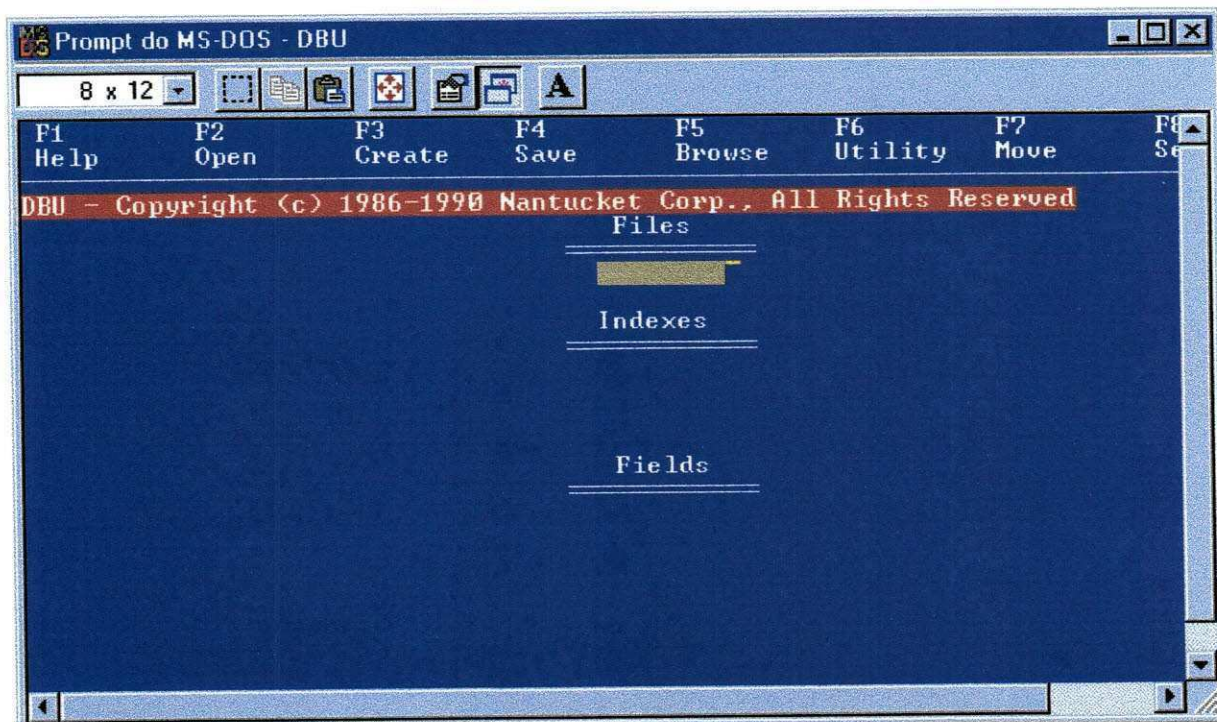 Prompt do MS-DOS - DBU
8 x 12 A
F1 F2 F3 F4 F5 F6 F7
Help Open Create Save Browse Utility Move
DBU - Copyright (c) 1986-1990 Nantucket Corp., All Rights Reserved
Files
Indexes
Fields